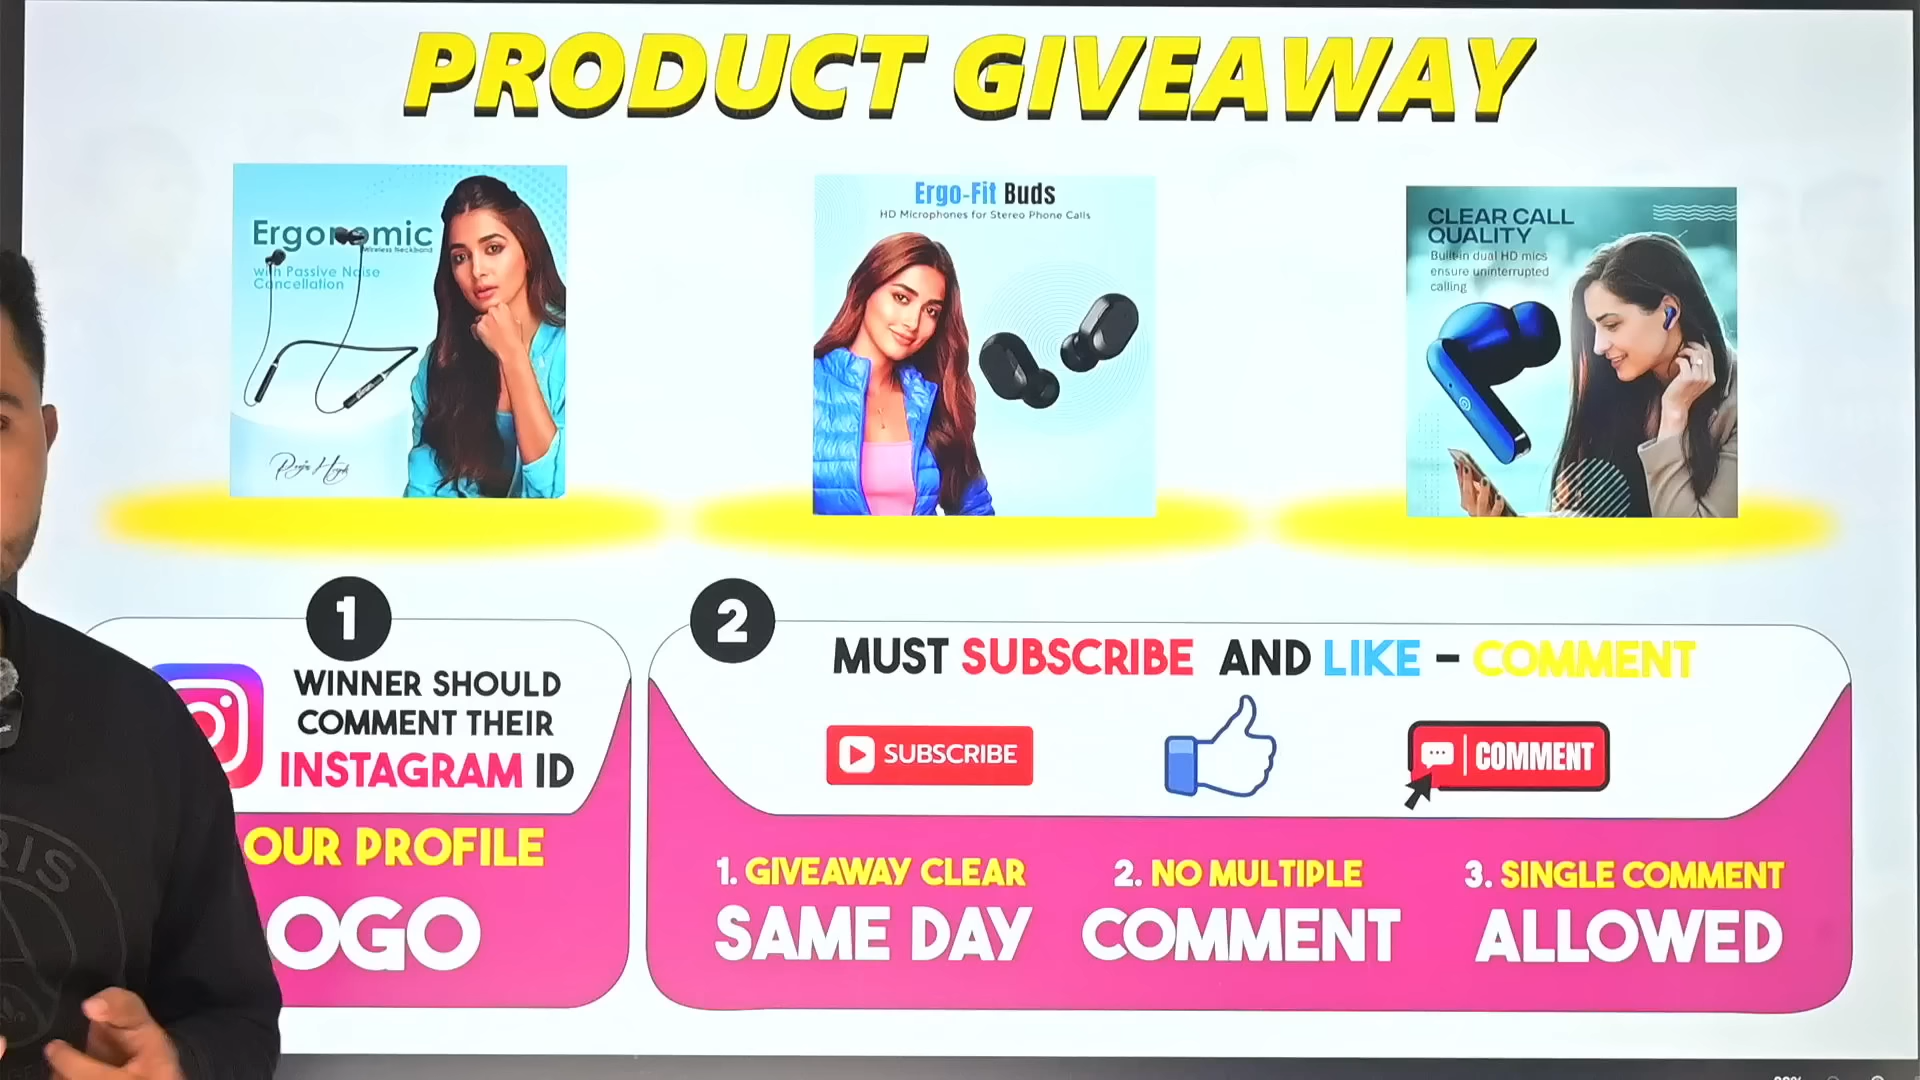 PRODUCT GIVEAWAY
Ergonomic
Wireless Neckband
with Passive Noise
Cancellation
Ergo-Fit Buds
HD Microphones for Stereo Phone Calls
CLEAR CALL
QUALITY
Built-in dual HD mics
ensure uninterrupted
calling
1
WINNER SHOULD
COMMENT THEIR
INSTAGRAM ID
OUR PROFILE
OGO
2
MUST SUBSCRIBE AND LIKE - COMMENT
SUBSCRIBE
COMMENT
1. GIVEAWAY CLEAR
SAME DAY
2. NO MULTIPLE
COMMENT
3. SINGLE COMMENT
ALLOWED
RIS